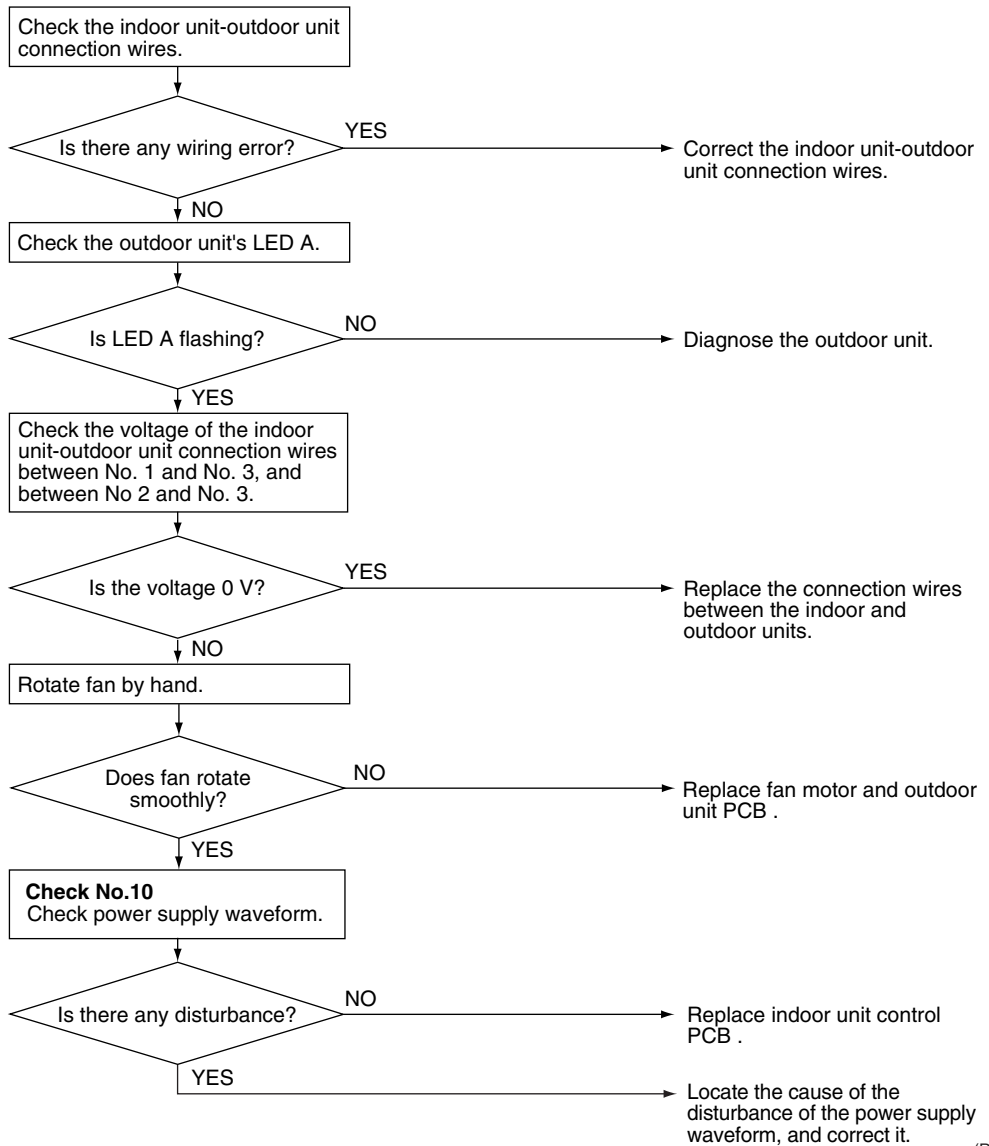 Check the indoor unit-outdoor unit
connection wires.
Is there any wiring error?
YES
Correct the indoor unit-outdoor
unit connection wires.
NO
Check the outdoor unit's LED A.
Is LED A flashing?
NO
Diagnose the outdoor unit.
YES
Check the voltage of the indoor
unit-outdoor unit connection wires
between No. 1 and No. 3, and
between No 2 and No. 3.
Is the voltage 0 V?
YES
Replace the connection wires
between the indoor and
outdoor units.
NO
Rotate fan by hand.
Does fan rotate
smoothly?
NO
Replace fan motor and outdoor
unit PCB .
YES
Check No.10
Check power supply waveform.
Is there any disturbance?
NO
Replace indoor unit control
PCB .
YES
Locate the cause of the
disturbance of the power supply
waveform, and correct it.